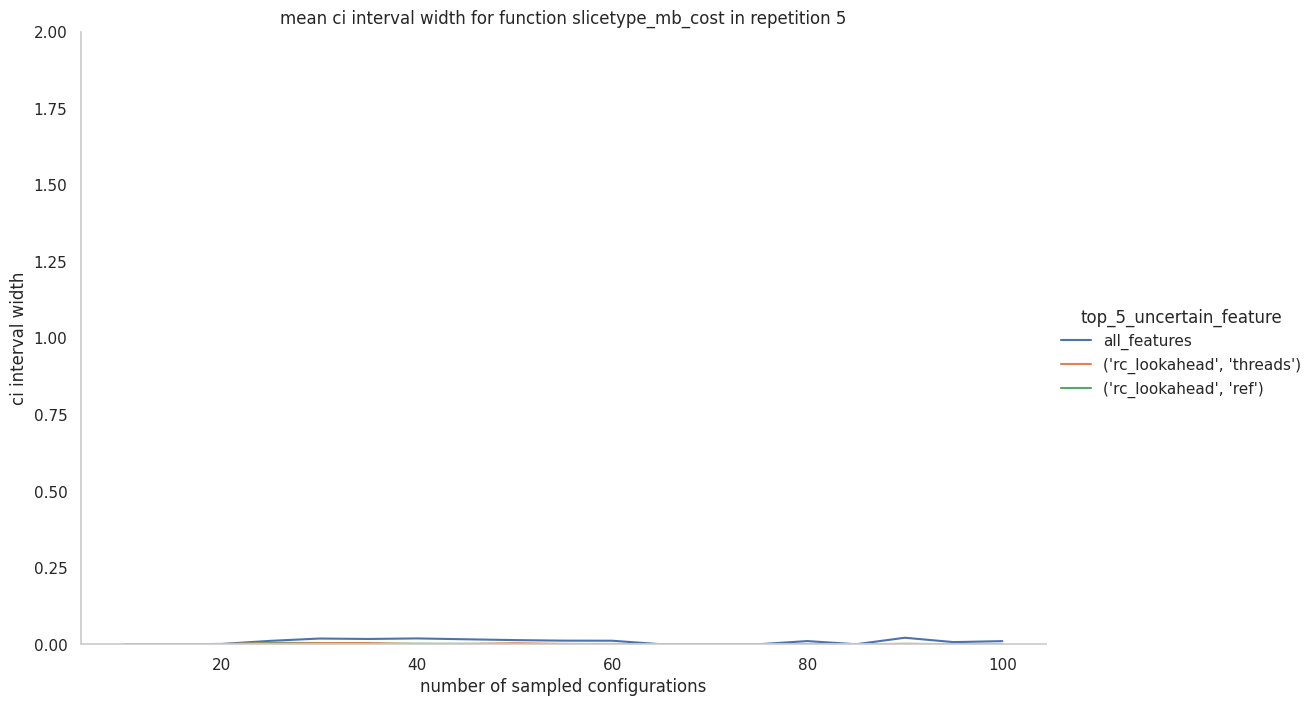 mean ci interval width for function slicetype_mb_cost in repetition 5
2.00
1.75
1.50
1.25
1.00
0.75
0.50
0.25
0.00
ci interval width
20
40
60
80
100
number of sampled configurations
top_5_uncertain_feature
all_features
('rc_lookahead', 'threads')
('rc_lookahead', 'ref')